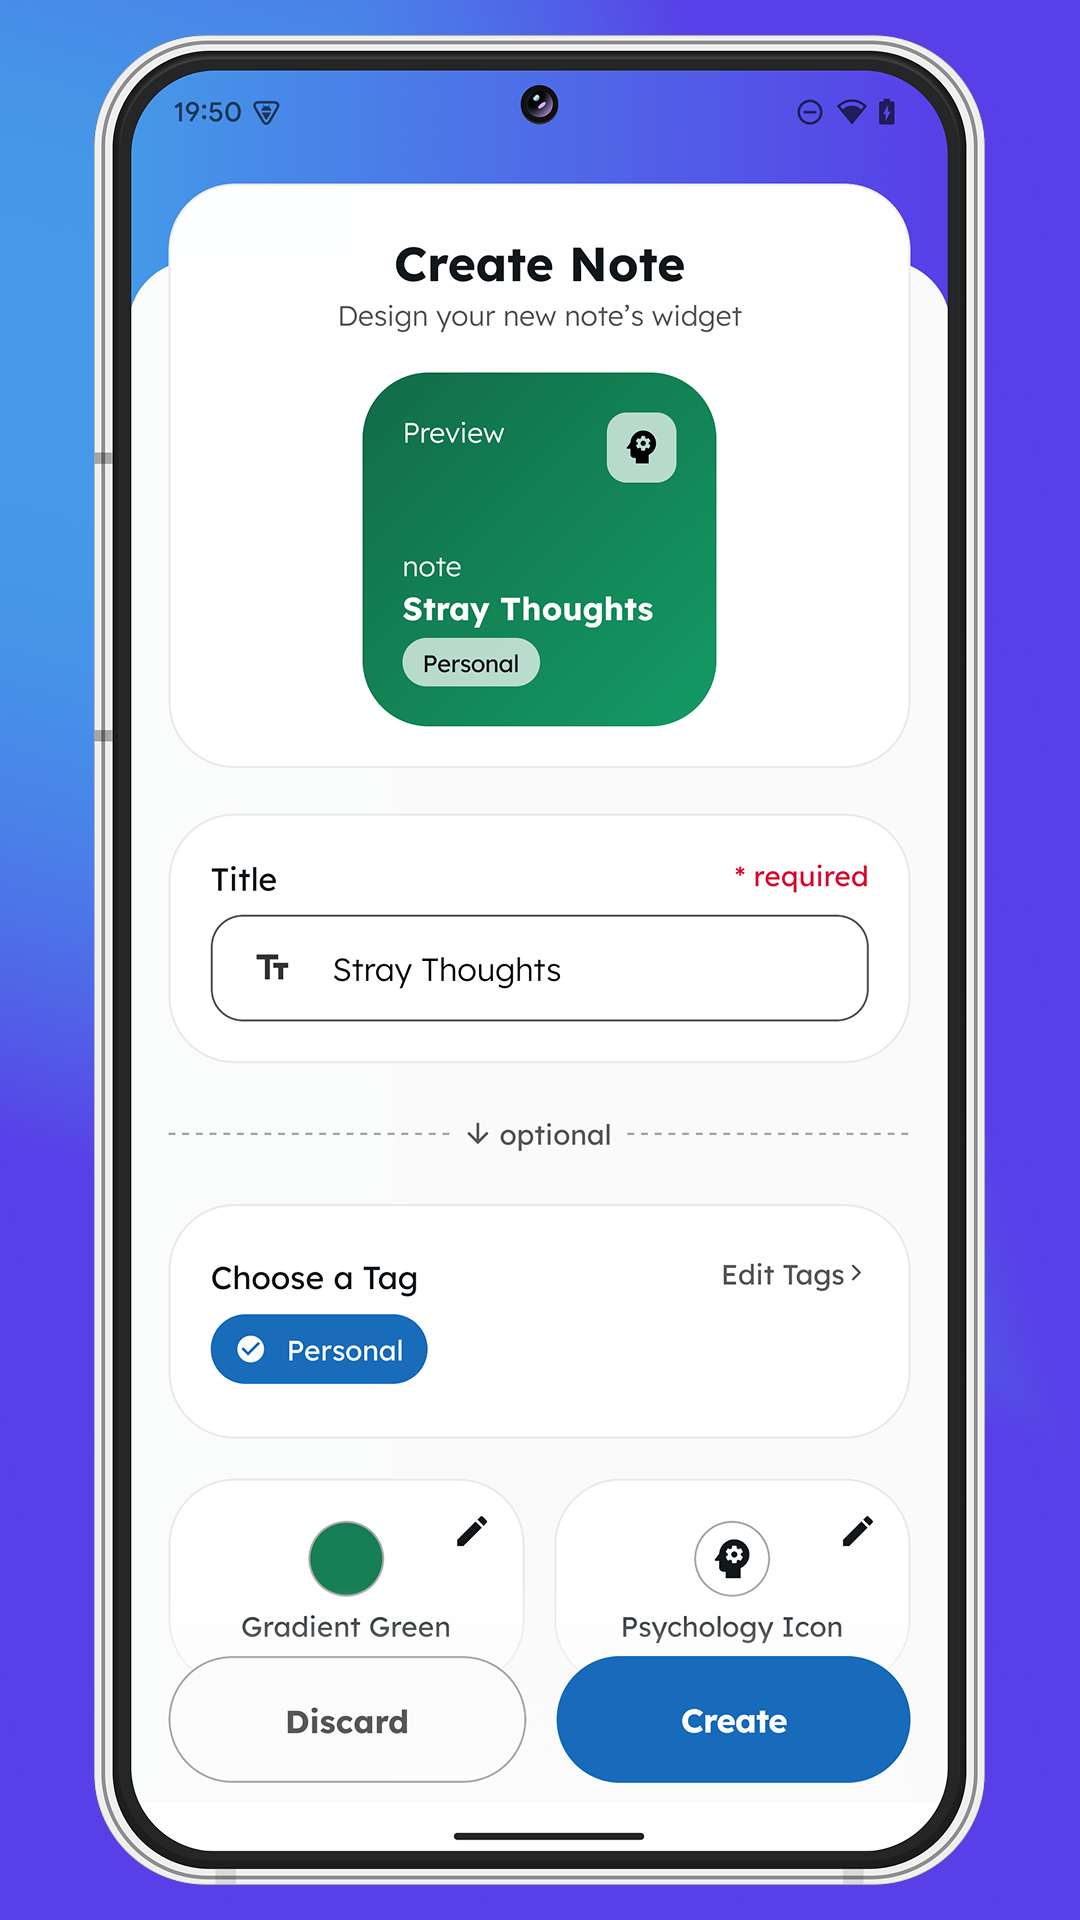 19:50
Create Note
Design your new note’s widget
Preview
note
Stray Thoughts
Personal
Title
* required
Tт Stray Thoughts
↓ optional
Choose a Tag
Edit Tags >
Personal
Gradient Green
Psychology Icon
Discard
Create